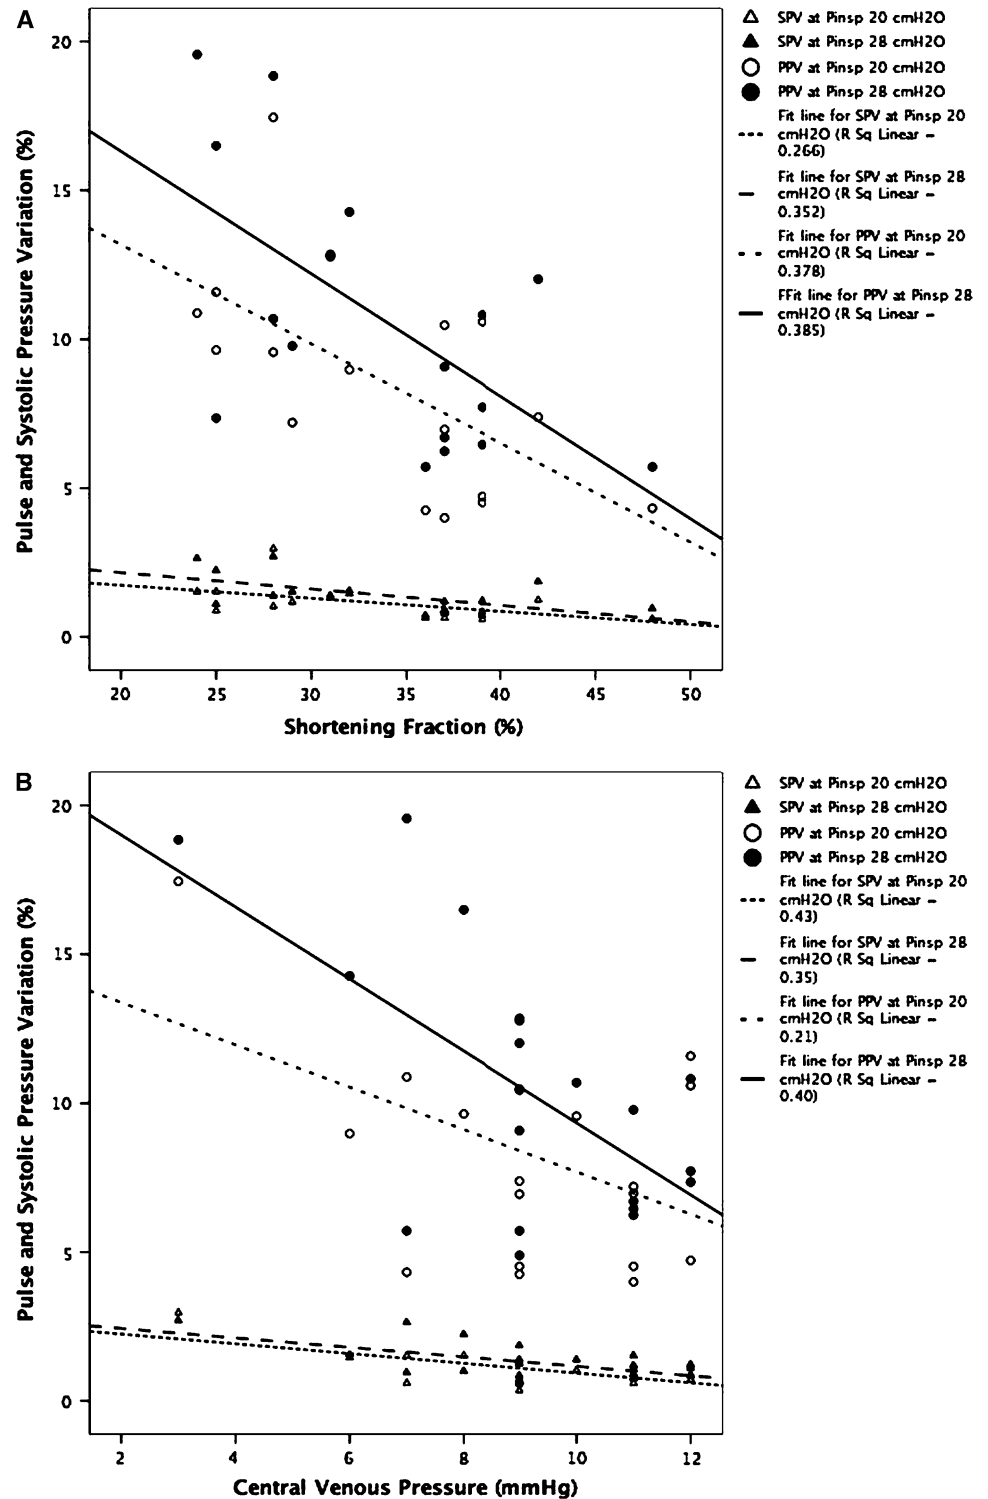 A
Pulse and Systolic Pressure Variation (%)
20
15
10
5
0
20 25 30 35 40 45 50
Shortening Fraction (%)
SPV at Pinsp 20 cmH2O
SPV at Pinsp 28 cmH2O
PPV at Pinsp 20 cmH2O
PPV at Pinsp 28 cmH2O
Fit line for SPV at Pinsp 20
cmH2O (R Sq Linear –
0.266)
Fit line for SPV at Pinsp 28
cmH2O (R Sq Linear –
0.352)
Fit line for PPV at Pinsp 20
cmH2O (R Sq Linear –
0.378)
FFit line for PPV at Pinsp 28
cmH2O (R Sq Linear –
0.385)
B
Pulse and Systolic Pressure Variation (%)
20
15
10
5
0
2 4 6 8 10 12
Central Venous Pressure (mmHg)
SPV at Pinsp 20 cmH2O
SPV at Pinsp 28 cmH2O
PPV at Pinsp 20 cmH2O
PPV at Pinsp 28 cmH2O
Fit line for SPV at Pinsp 20
cmH2O (R Sq Linear –
0.43)
Fit line for SPV at Pinsp 28
cmH2O (R Sq Linear –
0.35)
Fit line for PPV at Pinsp 20
cmH2O (R Sq Linear –
0.21)
Fit line for PPV at Pinsp 28
cmH2O (R Sq Linear –
0.40)